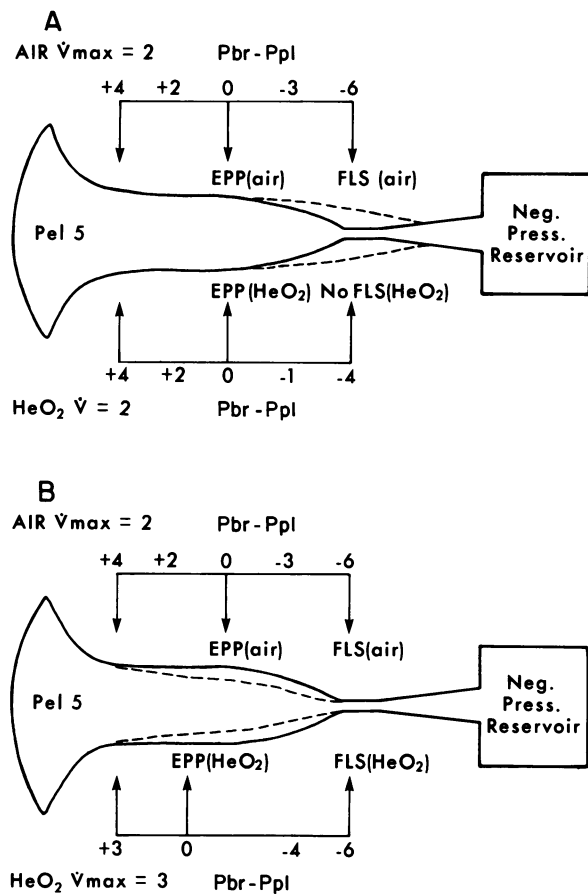 A
AIR V̇max = 2 Pbr - Ppl
+4 +2 0 -3 -6
EPP(air) FLS (air)
Pel 5
Neg.
Press.
Reservoir
EPP(HeO₂) No FLS(HeO₂)
+4 +2 0 -1 -4
HeO₂ V̇ = 2 Pbr - Ppl
B
AIR V̇max = 2 Pbr - Ppl
+4 +2 0 -3 -6
EPP(air) FLS(air)
Pel 5
Neg.
Press.
Reservoir
EPP(HeO₂) FLS(HeO₂)
+3 0 -4 -6
HeO₂ V̇max = 3 Pbr - Ppl